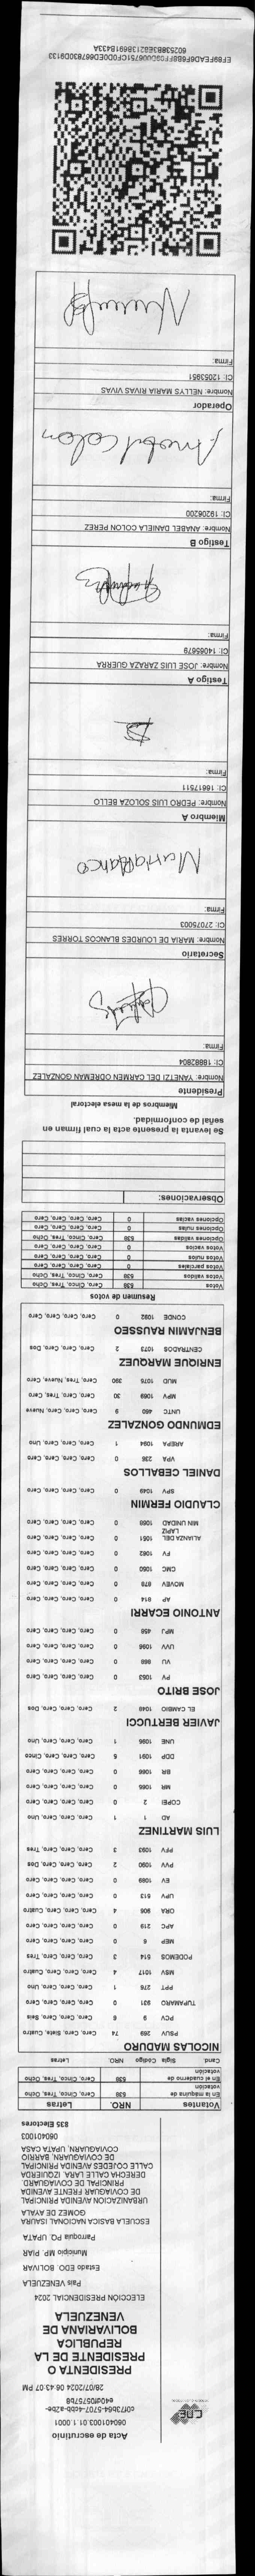 CNE
Acta de escrutinio
060401003.01.1.0001
c0f73b64-5707-4cbb-a2be-
e40df05757b8
28/07/2024 06:43:07 PM
PRESIDENTA O
PRESIDENTE DE LA
REPUBLICA
BOLIVARIANA DE
VENEZUELA
ELECCIÓN PRESIDENCIAL 2024
Pais VENEZUELA
Estado EDO. BOLIVAR
Municipio MP. PIAR
Parroquia PQ. UPATA
ESCUELA BASICA NACIONAL ISAURA
GOMEZ DE AYALA
URBANIZACION AVENIDA PRINCIPAL
DE COVIAGUAR FRENTE AVENIDA
PRINCIPAL DE COVIAGUARD.
DERECHA CALLE LARA. IZQUIERDA
CALLE COJEDES AVENIDA PRINCIPAL
DE COVIAGUARN, BARRIO
COVIAGUARN, UPATA CASA
060401003
835 Electores
Votantes NRO. Letras
En la máquina de votación 538 Cero, Cinco, Tres, Ocho
En el cuaderno de votación 538 Cero, Cinco, Tres, Ocho
Cand. Sigla Código NRO. Letras
NICOLAS MADURO
PSUV 269 74 Cero, Cero, Siete, Cuatro
PCV 9 6 Cero, Cero, Cero, Seis
TUPAMARO 931 0 Cero, Cero, Cero, Cero
PPT 276 1 Cero, Cero, Cero, Uno
MSV 1017 4 Cero, Cero, Cero, Cuatro
PODEMOS 514 3 Cero, Cero, Cero, Tres
MEP 6 0 Cero, Cero, Cero, Cero
APC 219 0 Cero, Cero, Cero, Cero
ORA 906 4 Cero, Cero, Cero, Cuatro
UPV 613 0 Cero, Cero, Cero, Cero
EV 1089 0 Cero, Cero, Cero, Cero
PVV 1090 2 Cero, Cero, Cero, Dos
PFV 1093 3 Cero, Cero, Cero, Tres
LUIS MARTINEZ
AD 1 1 Cero, Cero, Cero, Uno
COPEI 2 0 Cero, Cero, Cero, Cero
MR 1065 0 Cero, Cero, Cero, Cero
BR 1066 0 Cero, Cero, Cero, Cero
DDP 1091 5 Cero, Cero, Cero, Cinco
UNE 1095 1 Cero, Cero, Cero, Uno
JAVIER BERTUCCI
EL CAMBIO 1048 2 Cero, Cero, Cero, Dos
JOSE BRITO
PV 1053 0 Cero, Cero, Cero, Cero
VU 868 0 Cero, Cero, Cero, Cero
UVV 1096 0 Cero, Cero, Cero, Cero
MPJ 458 0 Cero, Cero, Cero, Cero
ANTONIO ECARRI
AP 814 0 Cero, Cero, Cero, Cero
MOVEV 878 0 Cero, Cero, Cero, Cero
CMC 1050 0 Cero, Cero, Cero, Cero
FV 1062 0 Cero, Cero, Cero, Cero
ALIANZA DEL LAPIZ 1051 0 Cero, Cero, Cero, Cero
MIN UNIDAD 1058 0 Cero, Cero, Cero, Cero
CLAUDIO FERMIN
SPV 1049 0 Cero, Cero, Cero, Cero
DANIEL CEBALLOS
VPA 236 0 Cero, Cero, Cero, Cero
AREPA 1094 1 Cero, Cero, Cero, Uno
EDMUNDO GONZALEZ
UNTC 460 9 Cero, Cero, Cero, Nueve
MPV 1069 30 Cero, Cero, Tres, Cero
MUD 1075 390 Cero, Tres, Nueve, Cero
ENRIQUE MARQUEZ
CENTRADOS 1073 2 Cero, Cero, Cero, Dos
BENJAMIN RAUSSEO
CONDE 1092 0 Cero, Cero, Cero, Cero
Resumen de votos
Votos 538 Cero, Cinco, Tres, Ocho
Votos validos 538 Cero, Cinco, Tres, Ocho
Votos parciales 0 Cero, Cero, Cero, Cero
Votos nulos 0 Cero, Cero, Cero, Cero
Votos vacios 0 Cero, Cero, Cero, Cero
Opciones validas 538 Cero, Cinco, Tres, Ocho
Opciones nulas 0 Cero, Cero, Cero, Cero
Opciones vacias 0 Cero, Cero, Cero, Cero
Observaciones:
Se levanta la presente acta la cual firman en
señal de conformidad.
Miembros de la mesa electoral
Presidente
Nombre: YANETZI DEL CARMEN ODREMAN GONZALEZ
CI: 18882804
Firma:
Secretario
Nombre: MARIA DE LOURDES BLANCOS TORRES
CI: 27075003
Firma:
Maria Blanco
Miembro A
Nombre: PEDRO LUIS SOLOZA BELLO
CI: 16617511
Firma:
Testigo A
Nombre: JOSE LUIS ZARAZA GUERRA
CI: 14065679
Firma:
Testigo B
Nombre: ANABEL DANIELA COLON PEREZ
CI: 19206200
Firma:
Anabel Colon
Operador
Nombre: NELLYS MARIA RIVAS VIVAS
CI: 12053951
Firma:
EF89FEAD6F6B8FF09D006751CF0D0ED667830D9133
602538B3E8213B691B433A